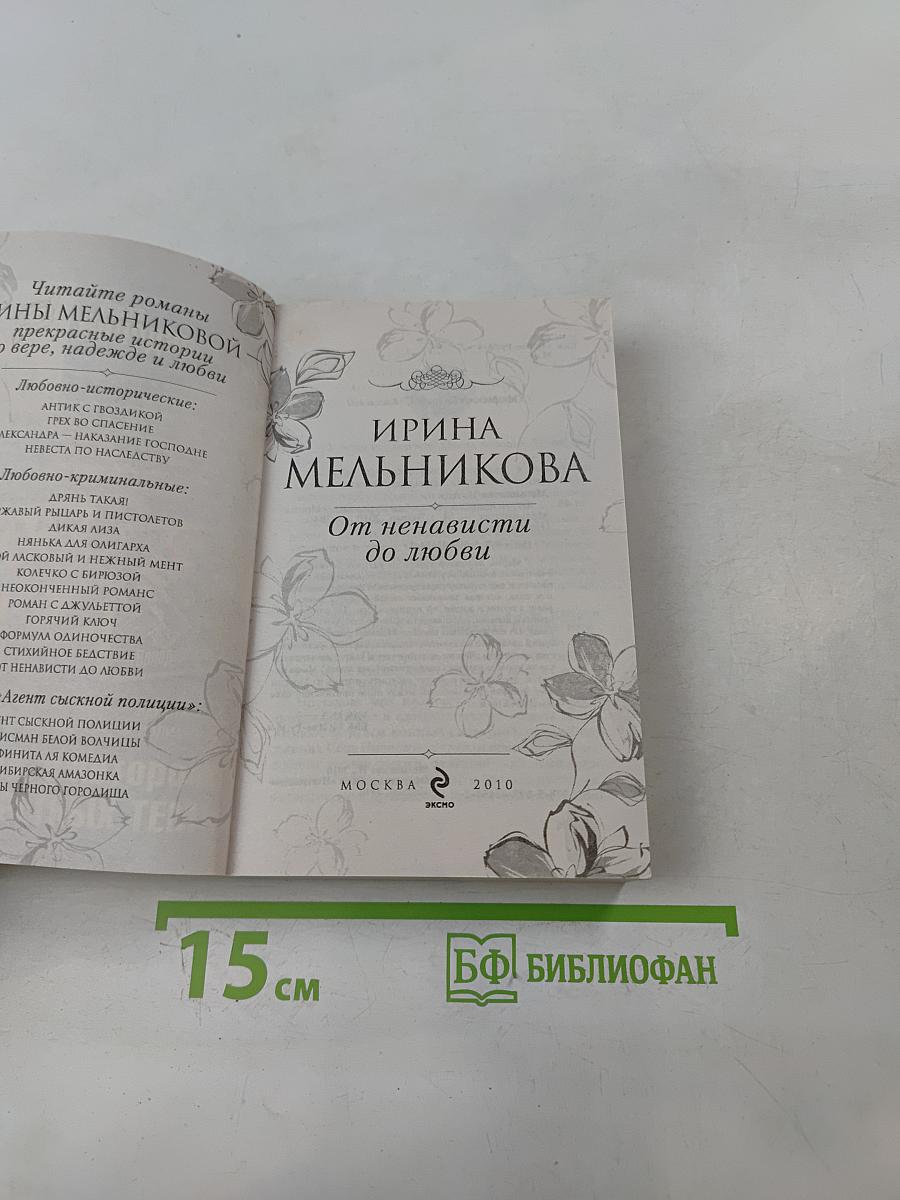 Читайте романы
ИНЫ МЕЛЬНИКОВОЙ —
прекрасные истории
о вере, надежде и любви
Любовно-исторические:
АНТИК С ГВОЗДИКОЙ
ГРЕХ ВО СПАСЕНИЕ
ЛЕКСАНДРА — НАКАЗАНИЕ ГОСПОДНЕ
НЕВЕСТА ПО НАСЛЕДСТВУ
Любовно-криминальные:
ДРЯНЬ ТАКАЯ!
РЖАВЫЙ РЫЦАРЬ И ПИСТОЛЕТОВ
ДИКАЯ ЛИЗА
НЯНЬКА ДЛЯ ОЛИГАРХА
ОЙ ЛАСКОВЫЙ И НЕЖНЫЙ МЕНТ
КОЛЕЧКО С БИРЮЗОЙ
НЕОКОНЧЕННЫЙ РОМАНС
РОМАН С ДЖУЛЬЕТТОЙ
ГОРЯЧИЙ КЛЮЧ
ФОРМУЛА ОДИНОЧЕСТВА
СТИХИЙНОЕ БЕДСТВИЕ
ОТ НЕНАВИСТИ ДО ЛЮБВИ
«Агент сыскной полиции»:
ЕНТ СЫСКНОЙ ПОЛИЦИИ
ИСМАН БЕЛОЙ ВОЛЧИЦЫ
ФИНИТА ЛЯ КОМЕДИА
ИБИРСКАЯ АМАЗОНКА
Ы ЧЕРНОГО ГОРОДИЩА
ИРИНА
МЕЛЬНИКОВА
От ненависти
до любви
МОСКВА ЭКСМО 2010
15 см
БФ БИБЛИОФАН